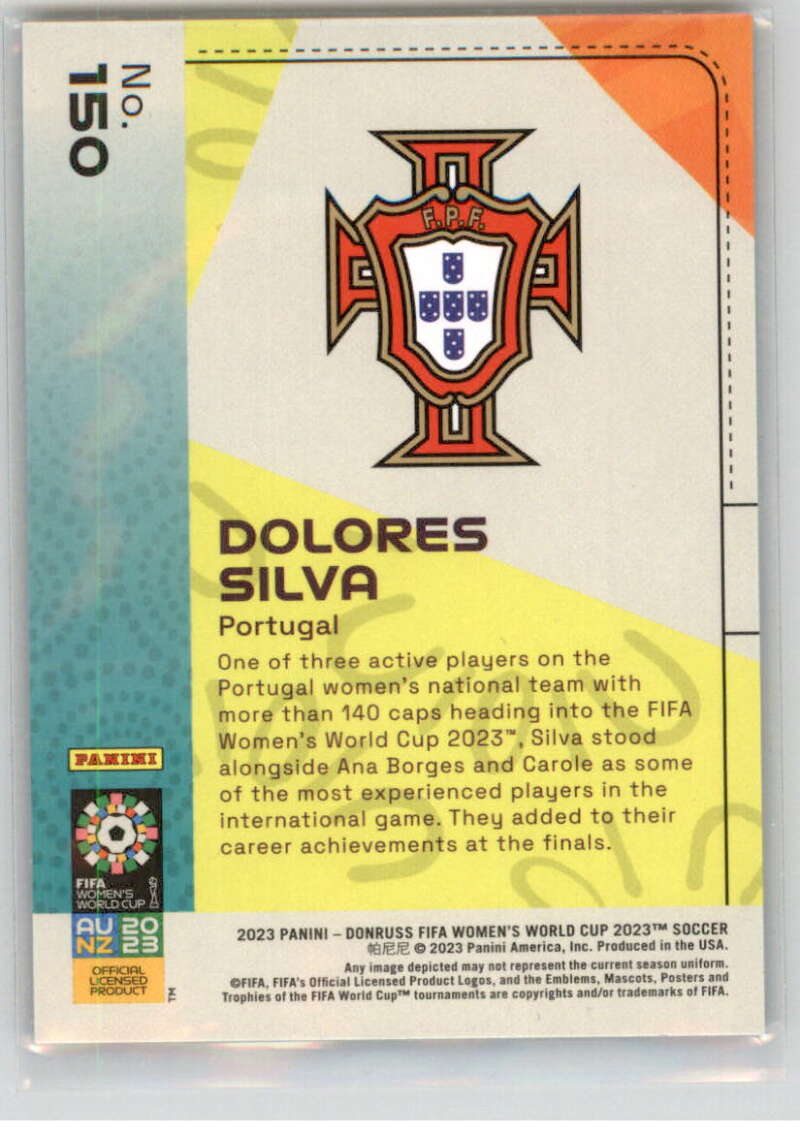 No.
150
F.P.F.
DOLORES
SILVA
Portugal
One of three active players on the
Portugal women's national team with
more than 140 caps heading into the FIFA
Women's World Cup 2023™, Silva stood
alongside Ana Borges and Carole as some
of the most experienced players in the
international game. They added to their
career achievements at the finals.
PANINI
FIFA
WOMEN'S
WORLD CUP
AU 20
NZ 23
OFFICIAL
LICENSED
PRODUCT
TM
2023 PANINI – DONRUSS FIFA WOMEN'S WORLD CUP 2023™ SOCCER
帕尼尼 © 2023 Panini America, Inc. Produced in the USA.
Any image depicted may not represent the current season uniform.
©FIFA, FIFA's Official Licensed Product Logos, and the Emblems, Mascots, Posters and
Trophies of the FIFA World Cup™ tournaments are copyrights and/or trademarks of FIFA.